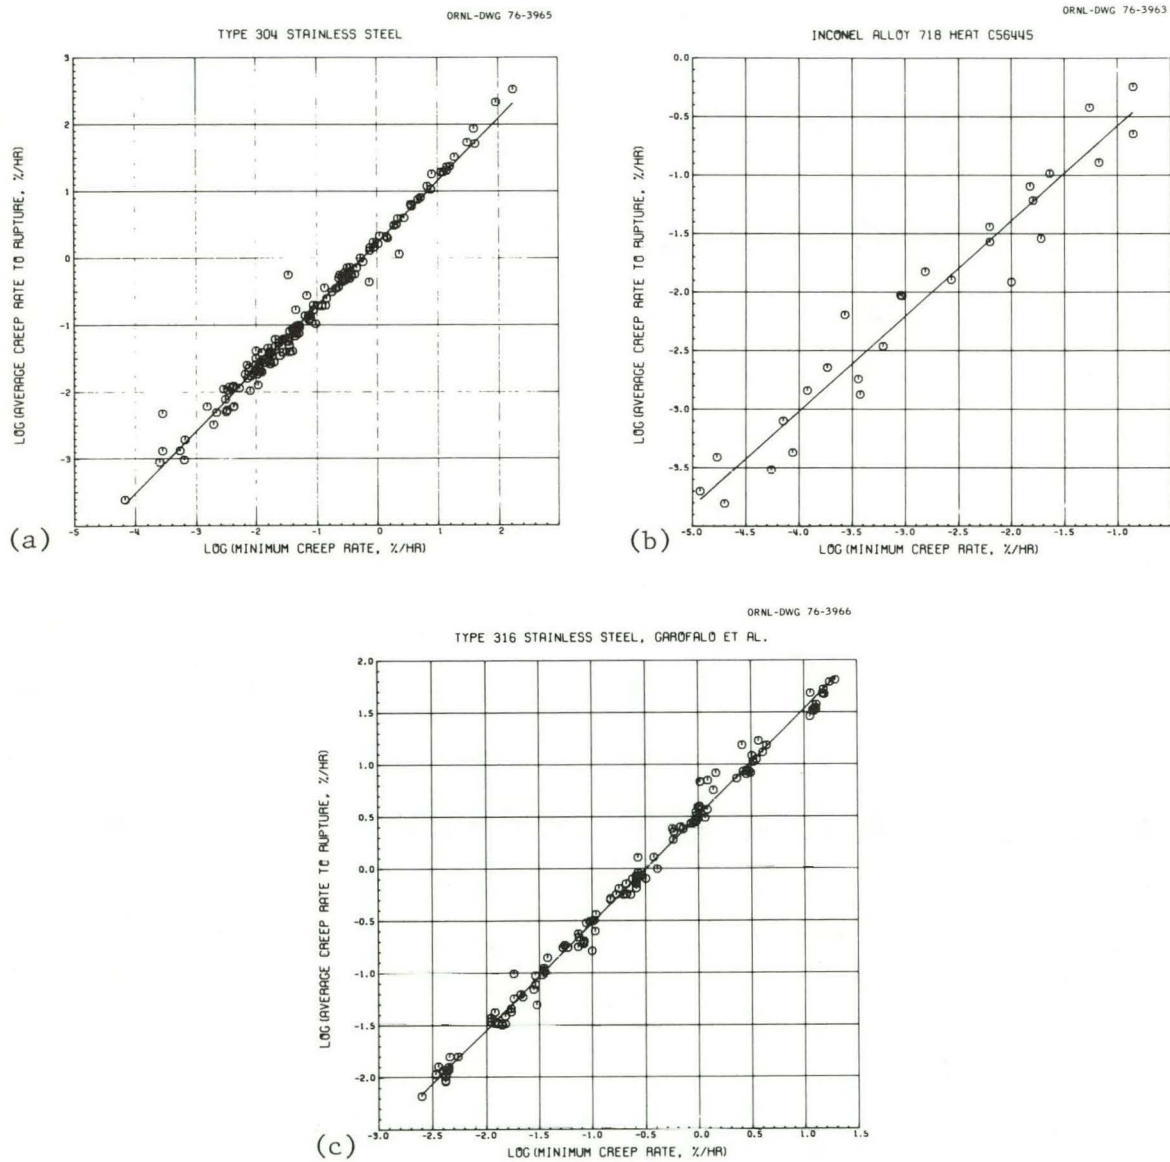 ORNL-DWG 76-3965
TYPE 304 STAINLESS STEEL
LOG (AVERAGE CREEP RATE TO RUPTURE, %/HR)
3
2
1
0
-1
-2
-3
-5 -4 -3 -2 -1 0 1 2 3
LOG (MINIMUM CREEP RATE, %/HR)
(a)
ORNL-DWG 76-3963
INCONEL ALLOY 718 HEAT C56445
LOG (AVERAGE CREEP RATE TO RUPTURE, %/HR)
0.0
-0.5
-1.0
-1.5
-2.0
-2.5
-3.0
-3.5
-5.0 -4.5 -4.0 -3.5 -3.0 -2.5 -2.0 -1.5 -1.0
LOG (MINIMUM CREEP RATE, %/HR)
(b)
ORNL-DWG 76-3966
TYPE 316 STAINLESS STEEL, GAROFALO ET AL.
LOG (AVERAGE CREEP RATE TO RUPTURE, %/HR)
2.0
1.5
1.0
0.5
0.0
-0.5
-1.0
-1.5
-2.0
-3.0 -2.5 -2.0 -1.5 -1.0 -0.5 0.0 0.5 1.0 1.5
LOG (MINIMUM CREEP RATE, %/HR)
(c)